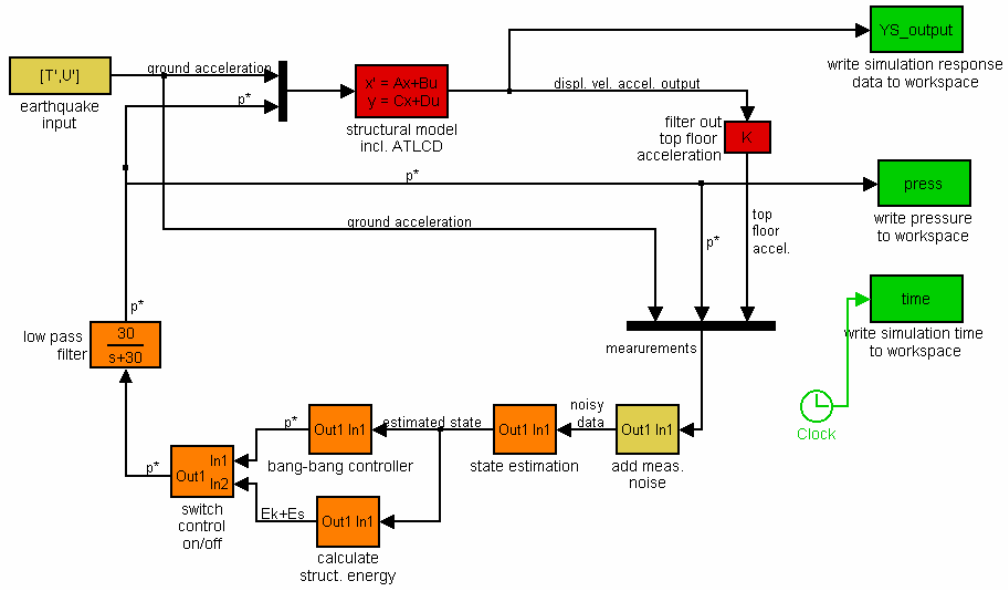 YS_output
write simulation response
data to workspace
[T',U']
earthquake
input
ground acceleration
p*
x' = Ax+Bu
y = Cx+Du
structural model
incl. ATLCD
displ. vel. accel. output
filter out
top floor
acceleration
K
p*
press
write pressure
to workspace
ground acceleration
p*
top
floor
accel.
time
write simulation time
to workspace
p*
low pass
filter
30
s+30
mearurements
Clock
p*
Out1 In1
bang-bang controller
estimated state
Out1 In1
state estimation
noisy
data
Out1 In1
add meas.
noise
p*
Out1
In1
In2
switch
control
on/off
Ek+Es
Out1 In1
calculate
struct. energy